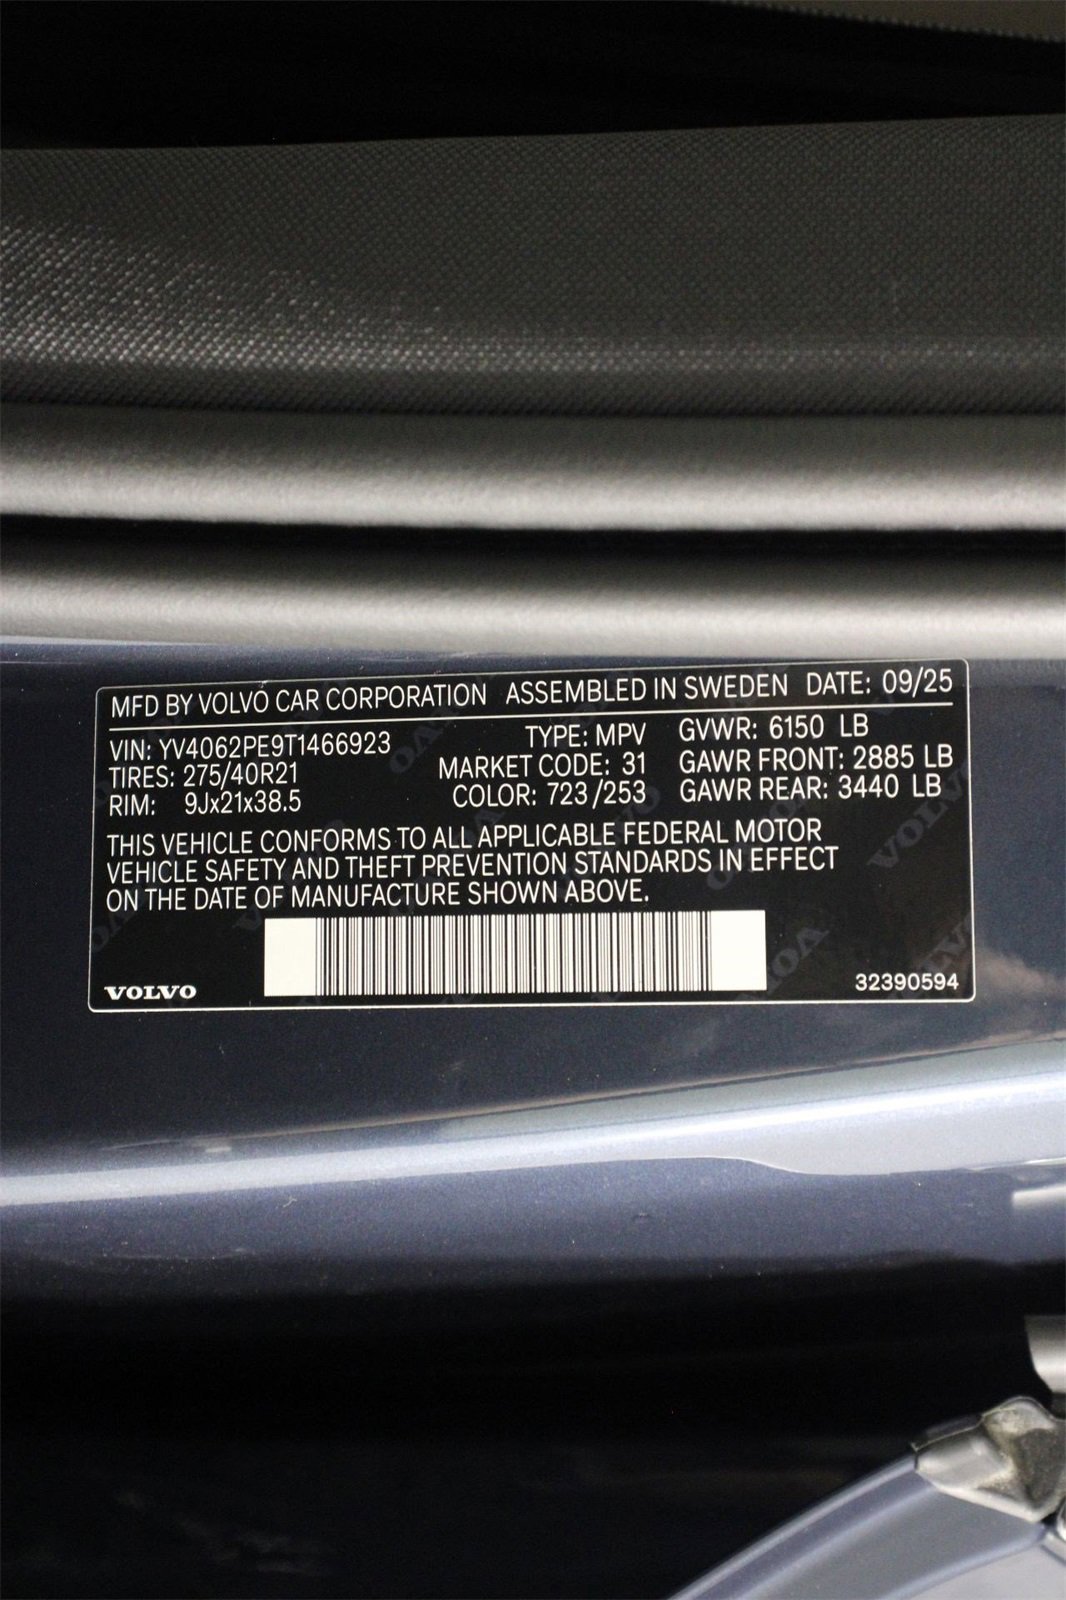 MFD BY VOLVO CAR CORPORATION ASSEMBLED IN SWEDEN DATE: 09/25
VIN: YV4062PE9T1466923 TYPE: MPV GVWR: 6150 LB
TIRES: 275/40R21 MARKET CODE: 31 GAWR FRONT: 2885 LB
RIM: 9Jx21x38.5 COLOR: 723/253 GAWR REAR: 3440 LB
THIS VEHICLE CONFORMS TO ALL APPLICABLE FEDERAL MOTOR
VEHICLE SAFETY AND THEFT PREVENTION STANDARDS IN EFFECT
ON THE DATE OF MANUFACTURE SHOWN ABOVE.
VOLVO 32390594